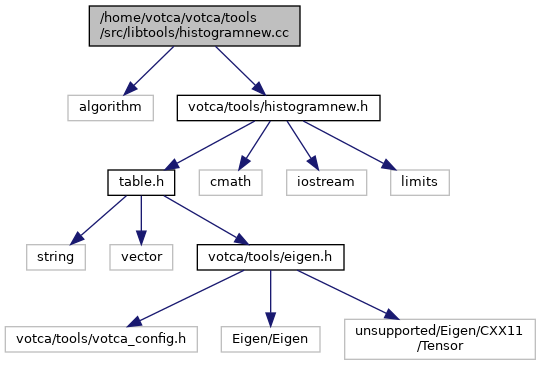 /home/votca/votca/tools
/src/libtools/histogramnew.cc
algorithm
votca/tools/histogramnew.h
table.h
cmath
iostream
limits
string
vector
votca/tools/eigen.h
votca/tools/votca_config.h
Eigen/Eigen
unsupported/Eigen/CXX11
/Tensor